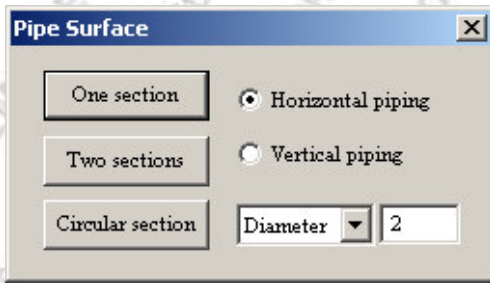 Pipe Surface
One section
Horizontal piping
Two sections
Vertical piping
Circular section
Diameter
2